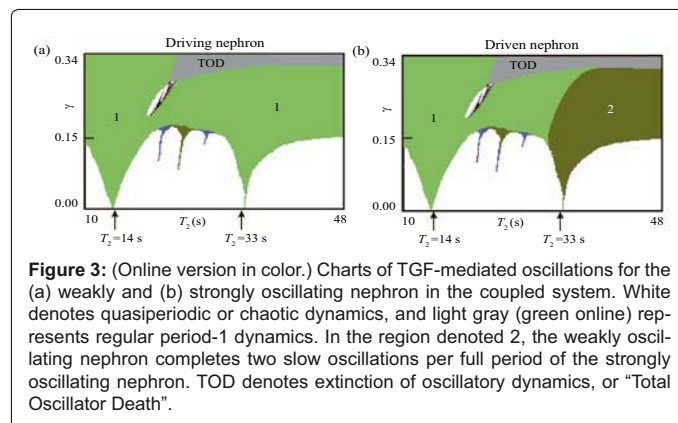 (a) Driving nephron
(b) Driven nephron
0.34
TOD
γ
1
1
0.15
0.00
10
T₂ (s)
48
T₂=14 s
T₂=33 s
0.34
TOD
γ
1
2
0.15
0.00
10
T₂ (s)
48
T₂=14 s
T₂=33 s
Figure 3: (Online version in color.) Charts of TGF-mediated oscillations for the
(a) weakly and (b) strongly oscillating nephron in the coupled system. White
denotes quasiperiodic or chaotic dynamics, and light gray (green online) rep-
resents regular period-1 dynamics. In the region denoted 2, the weakly oscil-
lating nephron completes two slow oscillations per full period of the strongly
oscillating nephron. TOD denotes extinction of oscillatory dynamics, or “Total
Oscillator Death”.